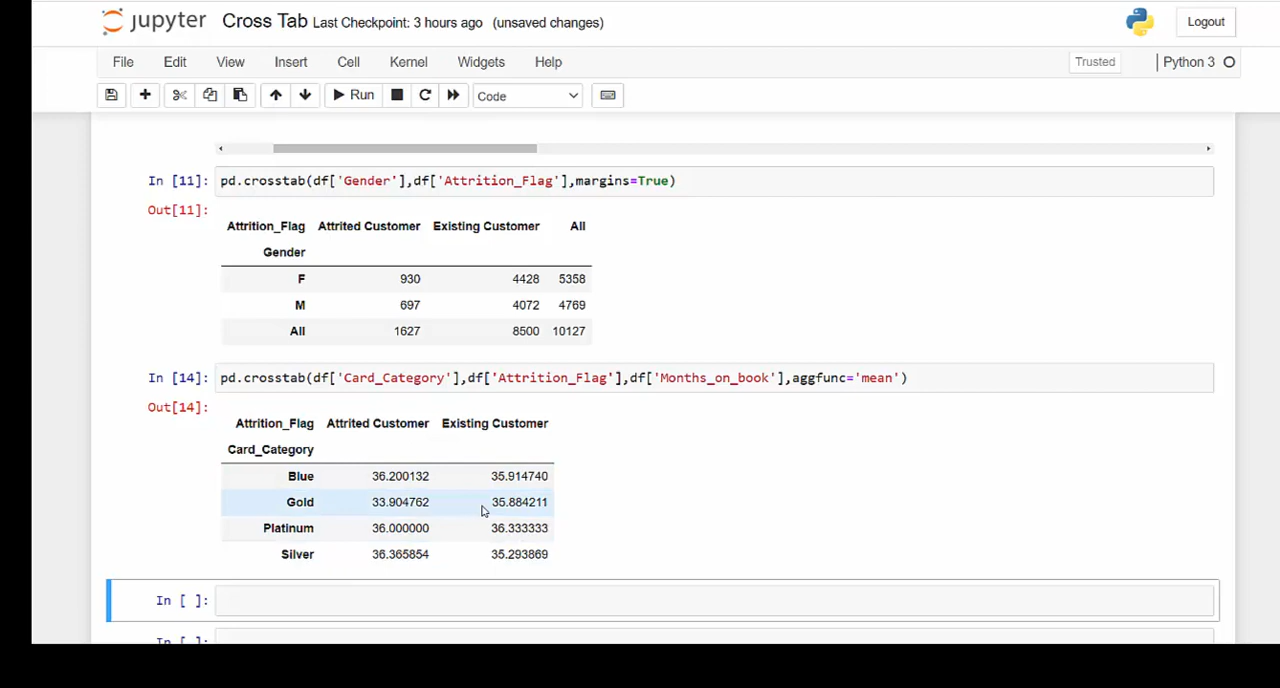 jupyter Cross Tab Last Checkpoint: 3 hours ago (unsaved changes) Logout
File Edit View Insert Cell Kernel Widgets Help Trusted Python 3
Run Code
In [11]: pd.crosstab(df['Gender'],df['Attrition_Flag'],margins=True)
Out[11]:
Attrition_Flag Attrited Customer Existing Customer All
Gender
F 930 4428 5358
M 697 4072 4769
All 1627 8500 10127
In [14]: pd.crosstab(df['Card_Category'],df['Attrition_Flag'],df['Months_on_book'],aggfunc='mean')
Out[14]:
Attrition_Flag Attrited Customer Existing Customer
Card_Category
Blue 36.200132 35.914740
Gold 33.904762 35.884211
Platinum 36.000000 36.333333
Silver 36.365854 35.293869
In [ ]:
In [ ]: